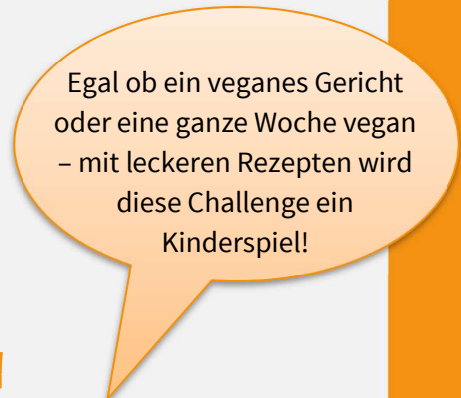 Egal ob ein veganes Gericht
oder eine ganze Woche vegan
– mit leckeren Rezepten wird
diese Challenge ein
Kinderspiel!